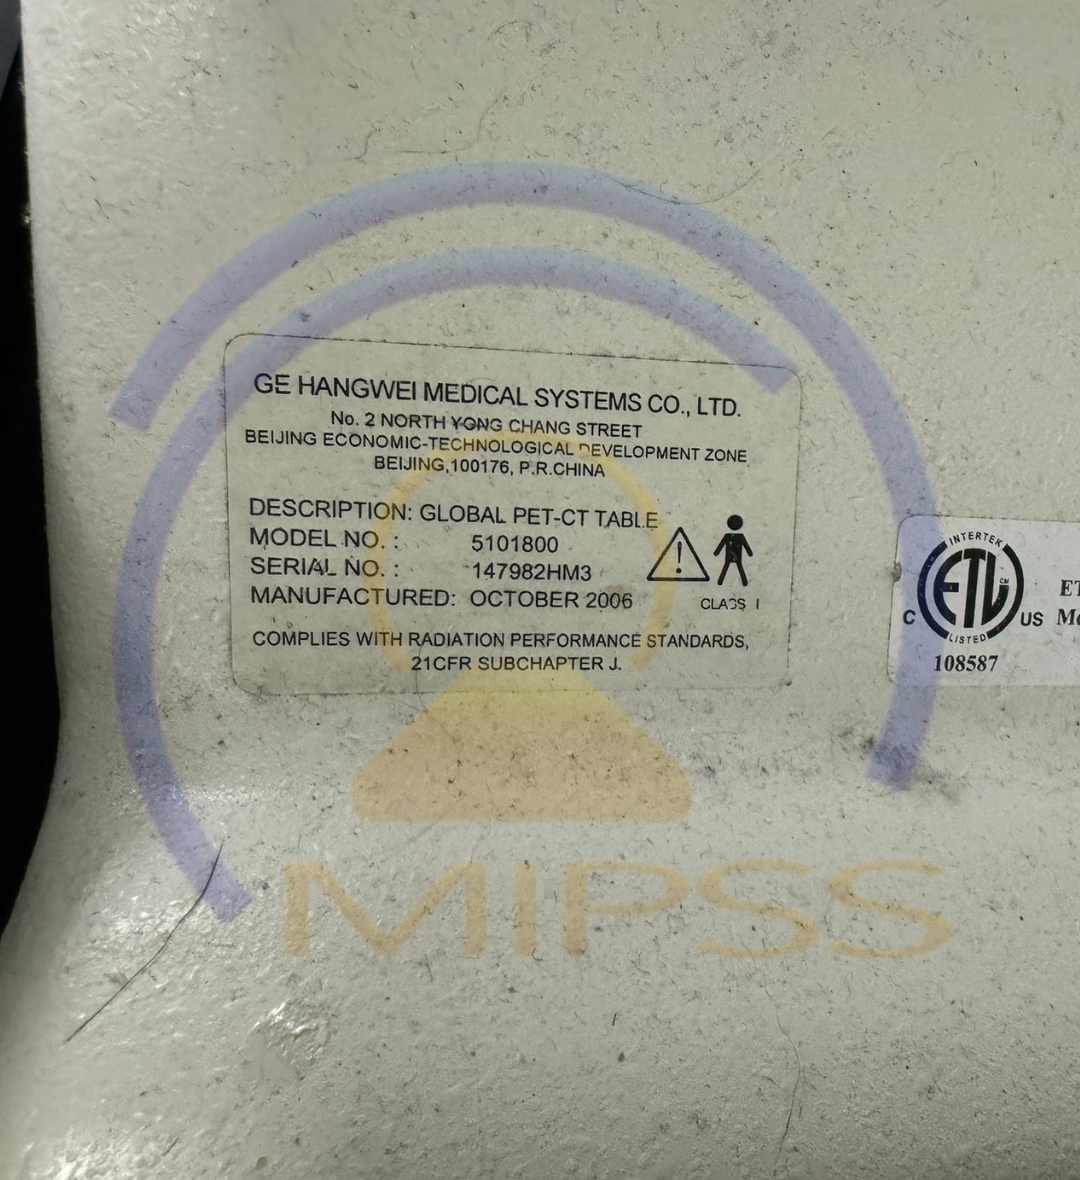 GE HANGWEI MEDICAL SYSTEMS CO., LTD.
No. 2 NORTH YONG CHANG STREET
BEIJING ECONOMIC-TECHNOLOGICAL DEVELOPMENT ZONE
BEIJING,100176, P.R.CHINA
DESCRIPTION: GLOBAL PET-CT TABLE
MODEL NO. : 5101800
SERIAL NO. : 147982HM3
MANUFACTURED: OCTOBER 2006
CLASS I
COMPLIES WITH RADIATION PERFORMANCE STANDARDS,
21CFR SUBCHAPTER J.
INTERTEK
ETL CM
C US
LISTED
108587
MIPSS